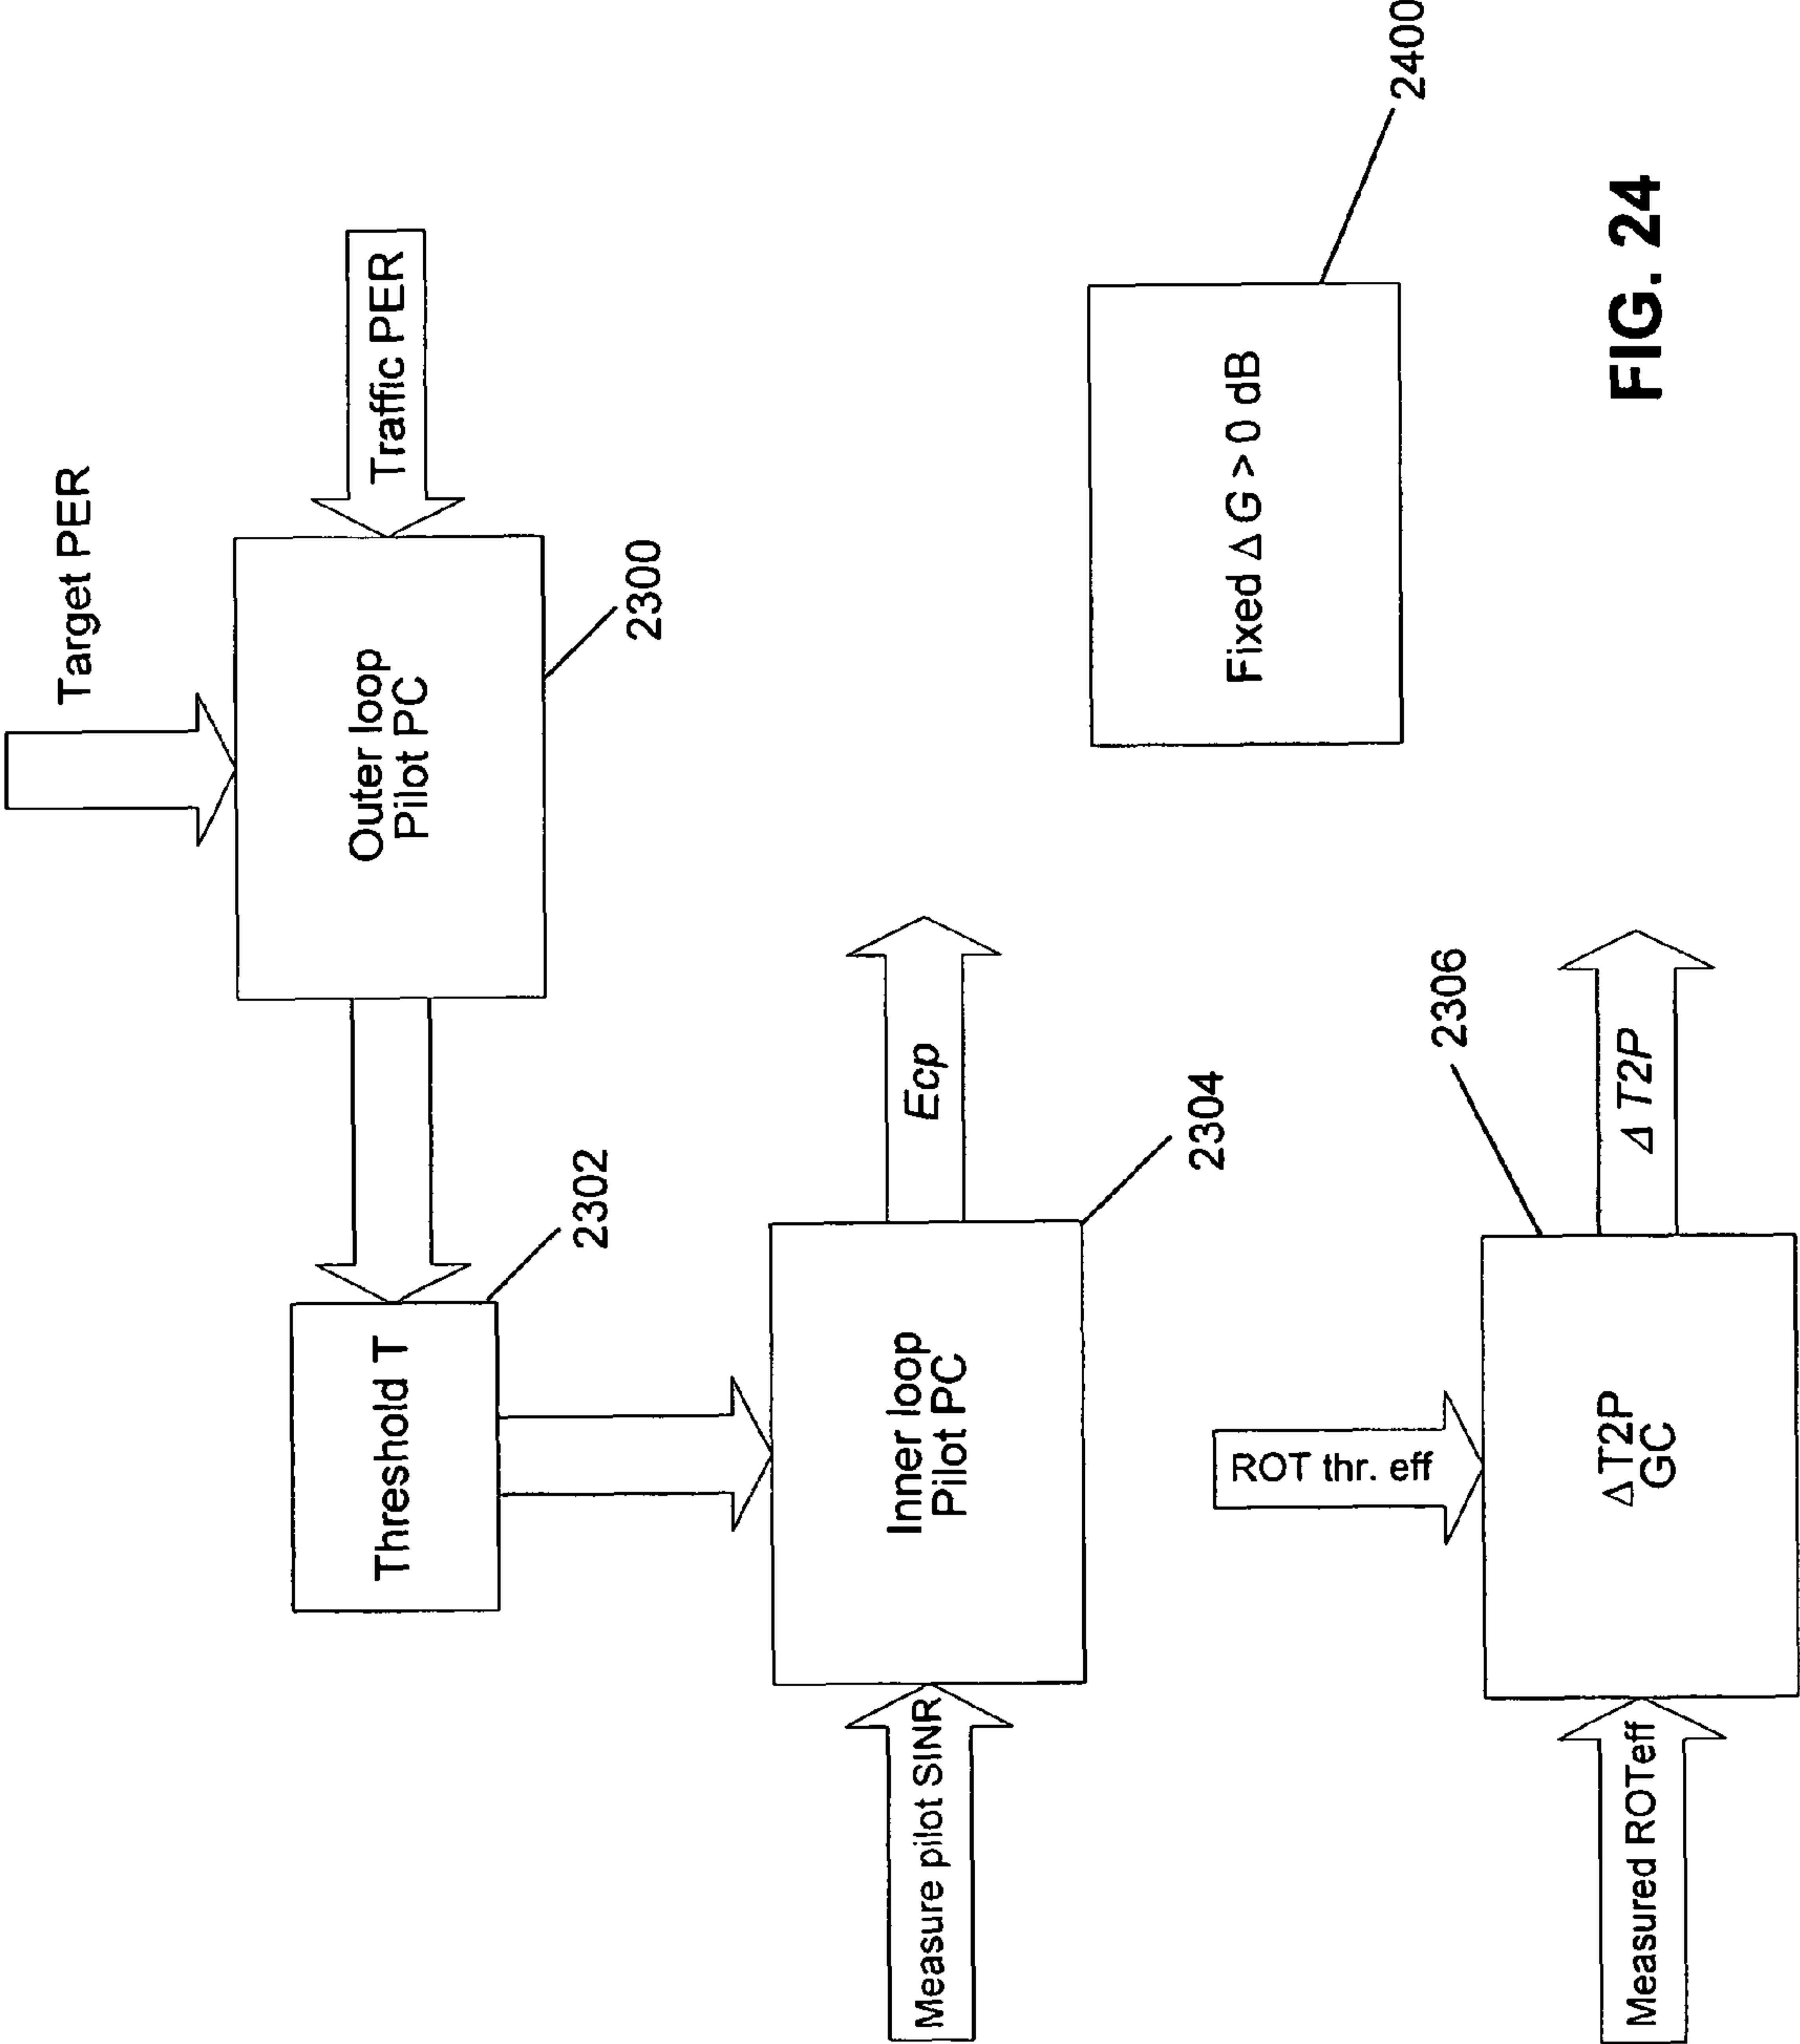 Target PER
Traffic PER
Outer loop
Pilot PC
2300
Threshold T
2302
Measure pilot SINR
Inner loop
Pilot PC
Ecp
2304
Fixed Δ G > 0 dB
2400
ROT thr. eff
Measured ROTeff
ΔT2P
GC
Δ T2P
2306
FIG. 24